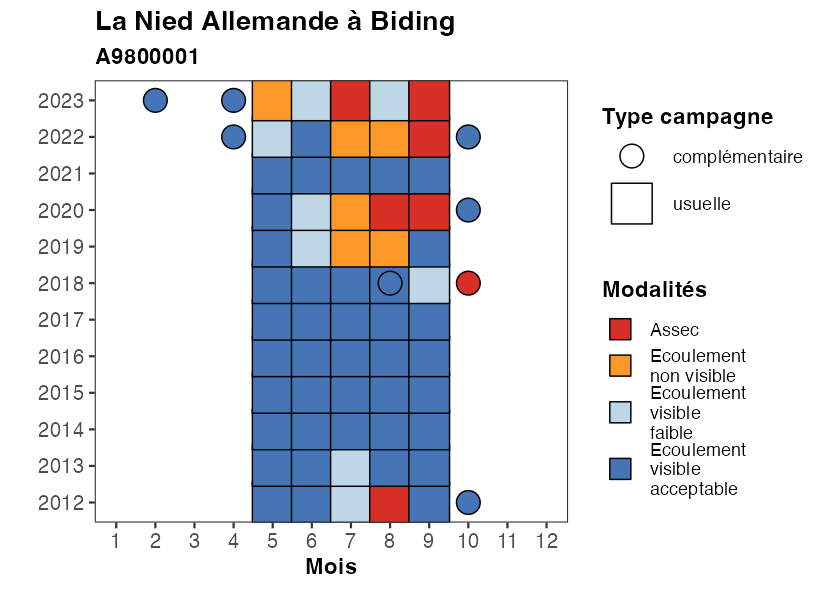 La Nied Allemande à Biding
A9800001
2023
2022
2021
2020
2019
2018
2017
2016
2015
2014
2013
2012
1 2 3 4 5 6 7 8 9 10 11 12
Mois
Type campagne
complémentaire
usuelle
Modalités
Assec
Ecoulement
non visible
Ecoulement
visible
faible
Ecoulement
visible
acceptable